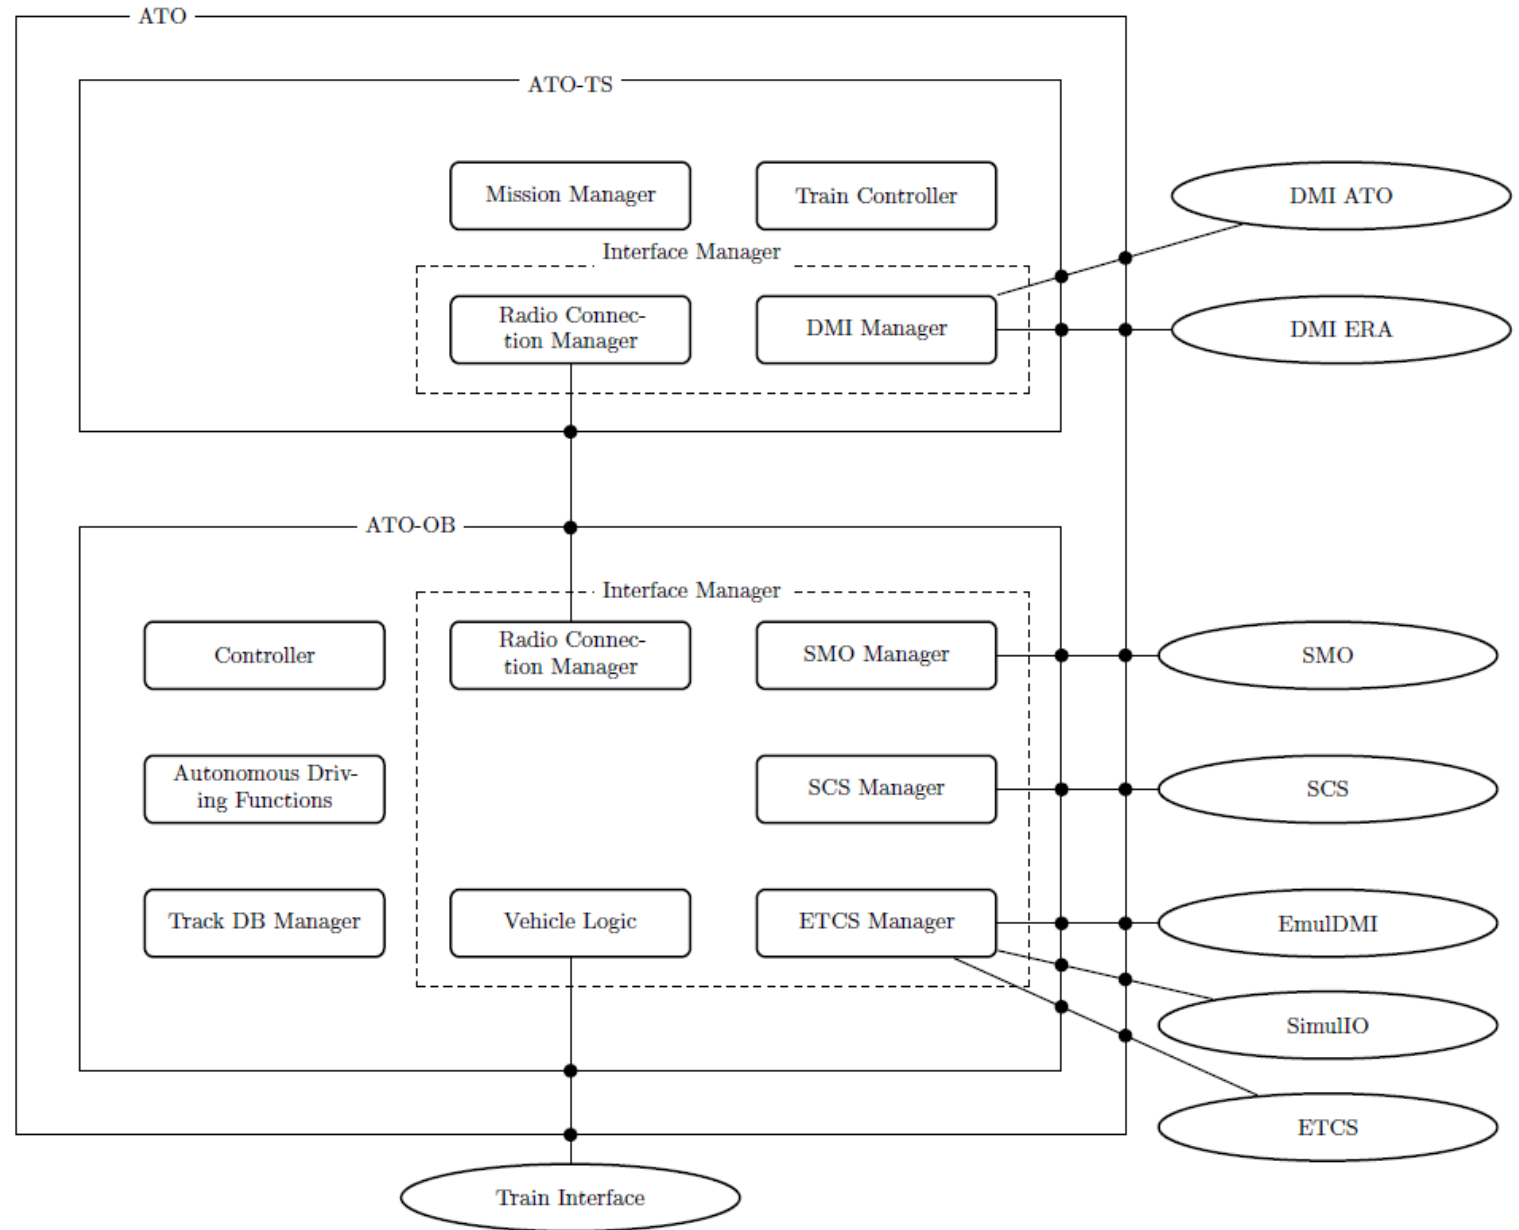 ATO
ATO-TS
Mission Manager
Train Controller
DMI ATO
Interface Manager
Radio Connec-
tion Manager
DMI Manager
DMI ERA
ATO-OB
Interface Manager
Controller
Radio Connec-
tion Manager
SMO Manager
SMO
Autonomous Driv-
ing Functions
SCS Manager
SCS
Track DB Manager
Vehicle Logic
ETCS Manager
EmulDMI
SimulIO
ETCS
Train Interface